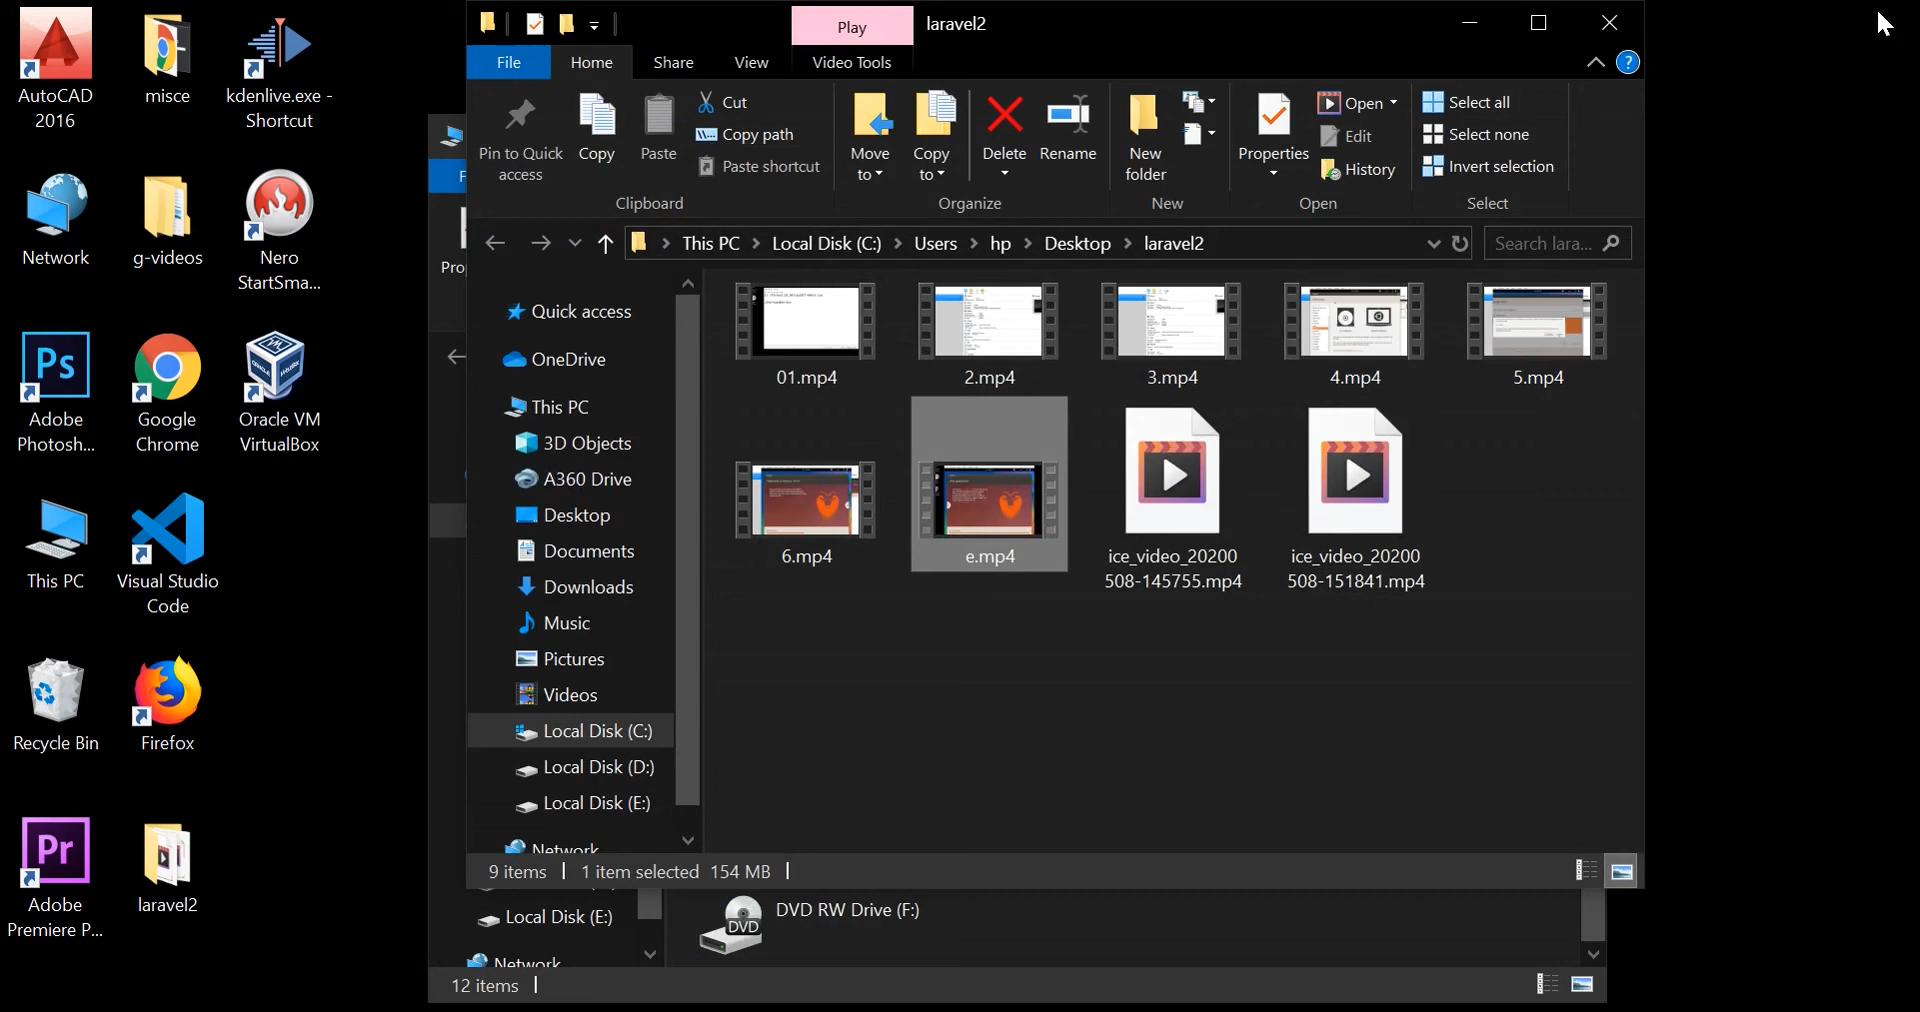 AutoCAD
2016
misce
kdenlive.exe -
Shortcut
Network
g-videos
Nero
StartSma...
Ps
Adobe
Photosh...
Google
Chrome
Oracle VM
VirtualBox
This PC
Visual Studio
Code
Recycle Bin
Firefox
Pr
Adobe
Premiere P...
laravel2
Play
laravel2
File
Home
Share
View
Video Tools
?
Pin to Quick
access
Copy
Paste
Cut
Copy path
Paste shortcut
Clipboard
Move
to
Copy
to
Delete
Rename
Organize
New
folder
New
Properties
Open
Edit
History
Open
Select all
Select none
Invert selection
Select
This PC
Local Disk (C:)
Users
hp
Desktop
laravel2
Search lara...
Quick access
OneDrive
This PC
3D Objects
A360 Drive
Desktop
Documents
Downloads
Music
Pictures
Videos
Local Disk (C:)
Local Disk (D:)
Local Disk (E:)
Network
01.mp4
2.mp4
3.mp4
4.mp4
5.mp4
6.mp4
e.mp4
ice_video_20200
508-145755.mp4
ice_video_20200
508-151841.mp4
9 items
1 item selected 154 MB
Local Disk (E:)
Network
DVD
DVD RW Drive (F:)
12 items